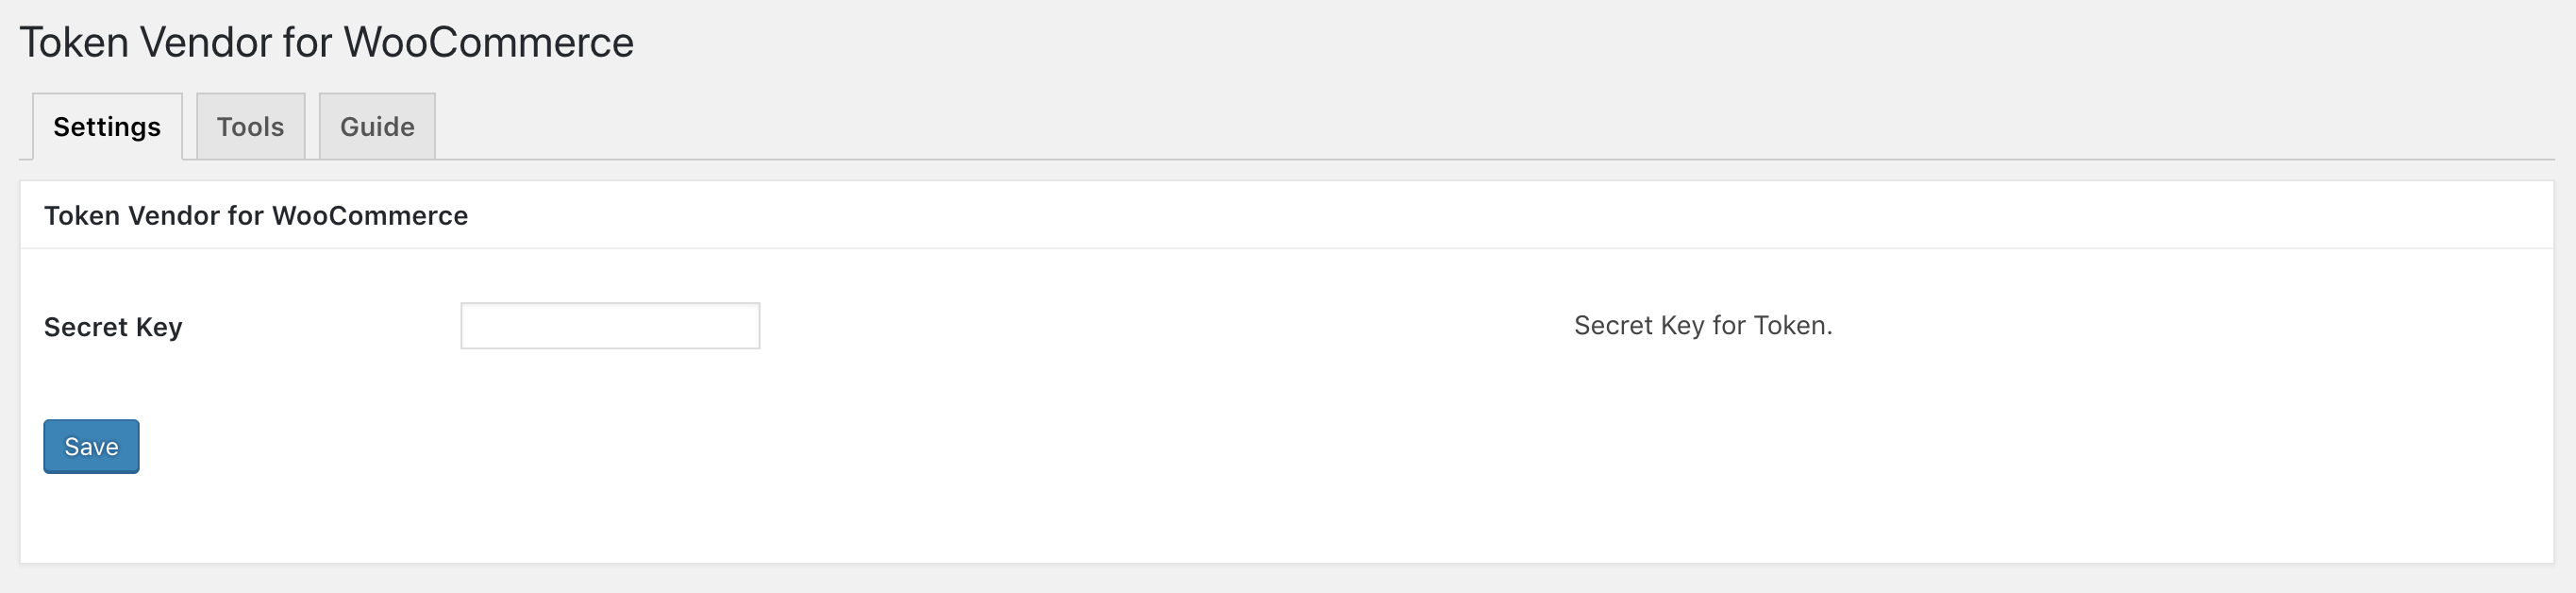 Token Vendor for WooCommerce
Settings Tools Guide
Token Vendor for WooCommerce
Secret Key Secret Key for Token.
Save